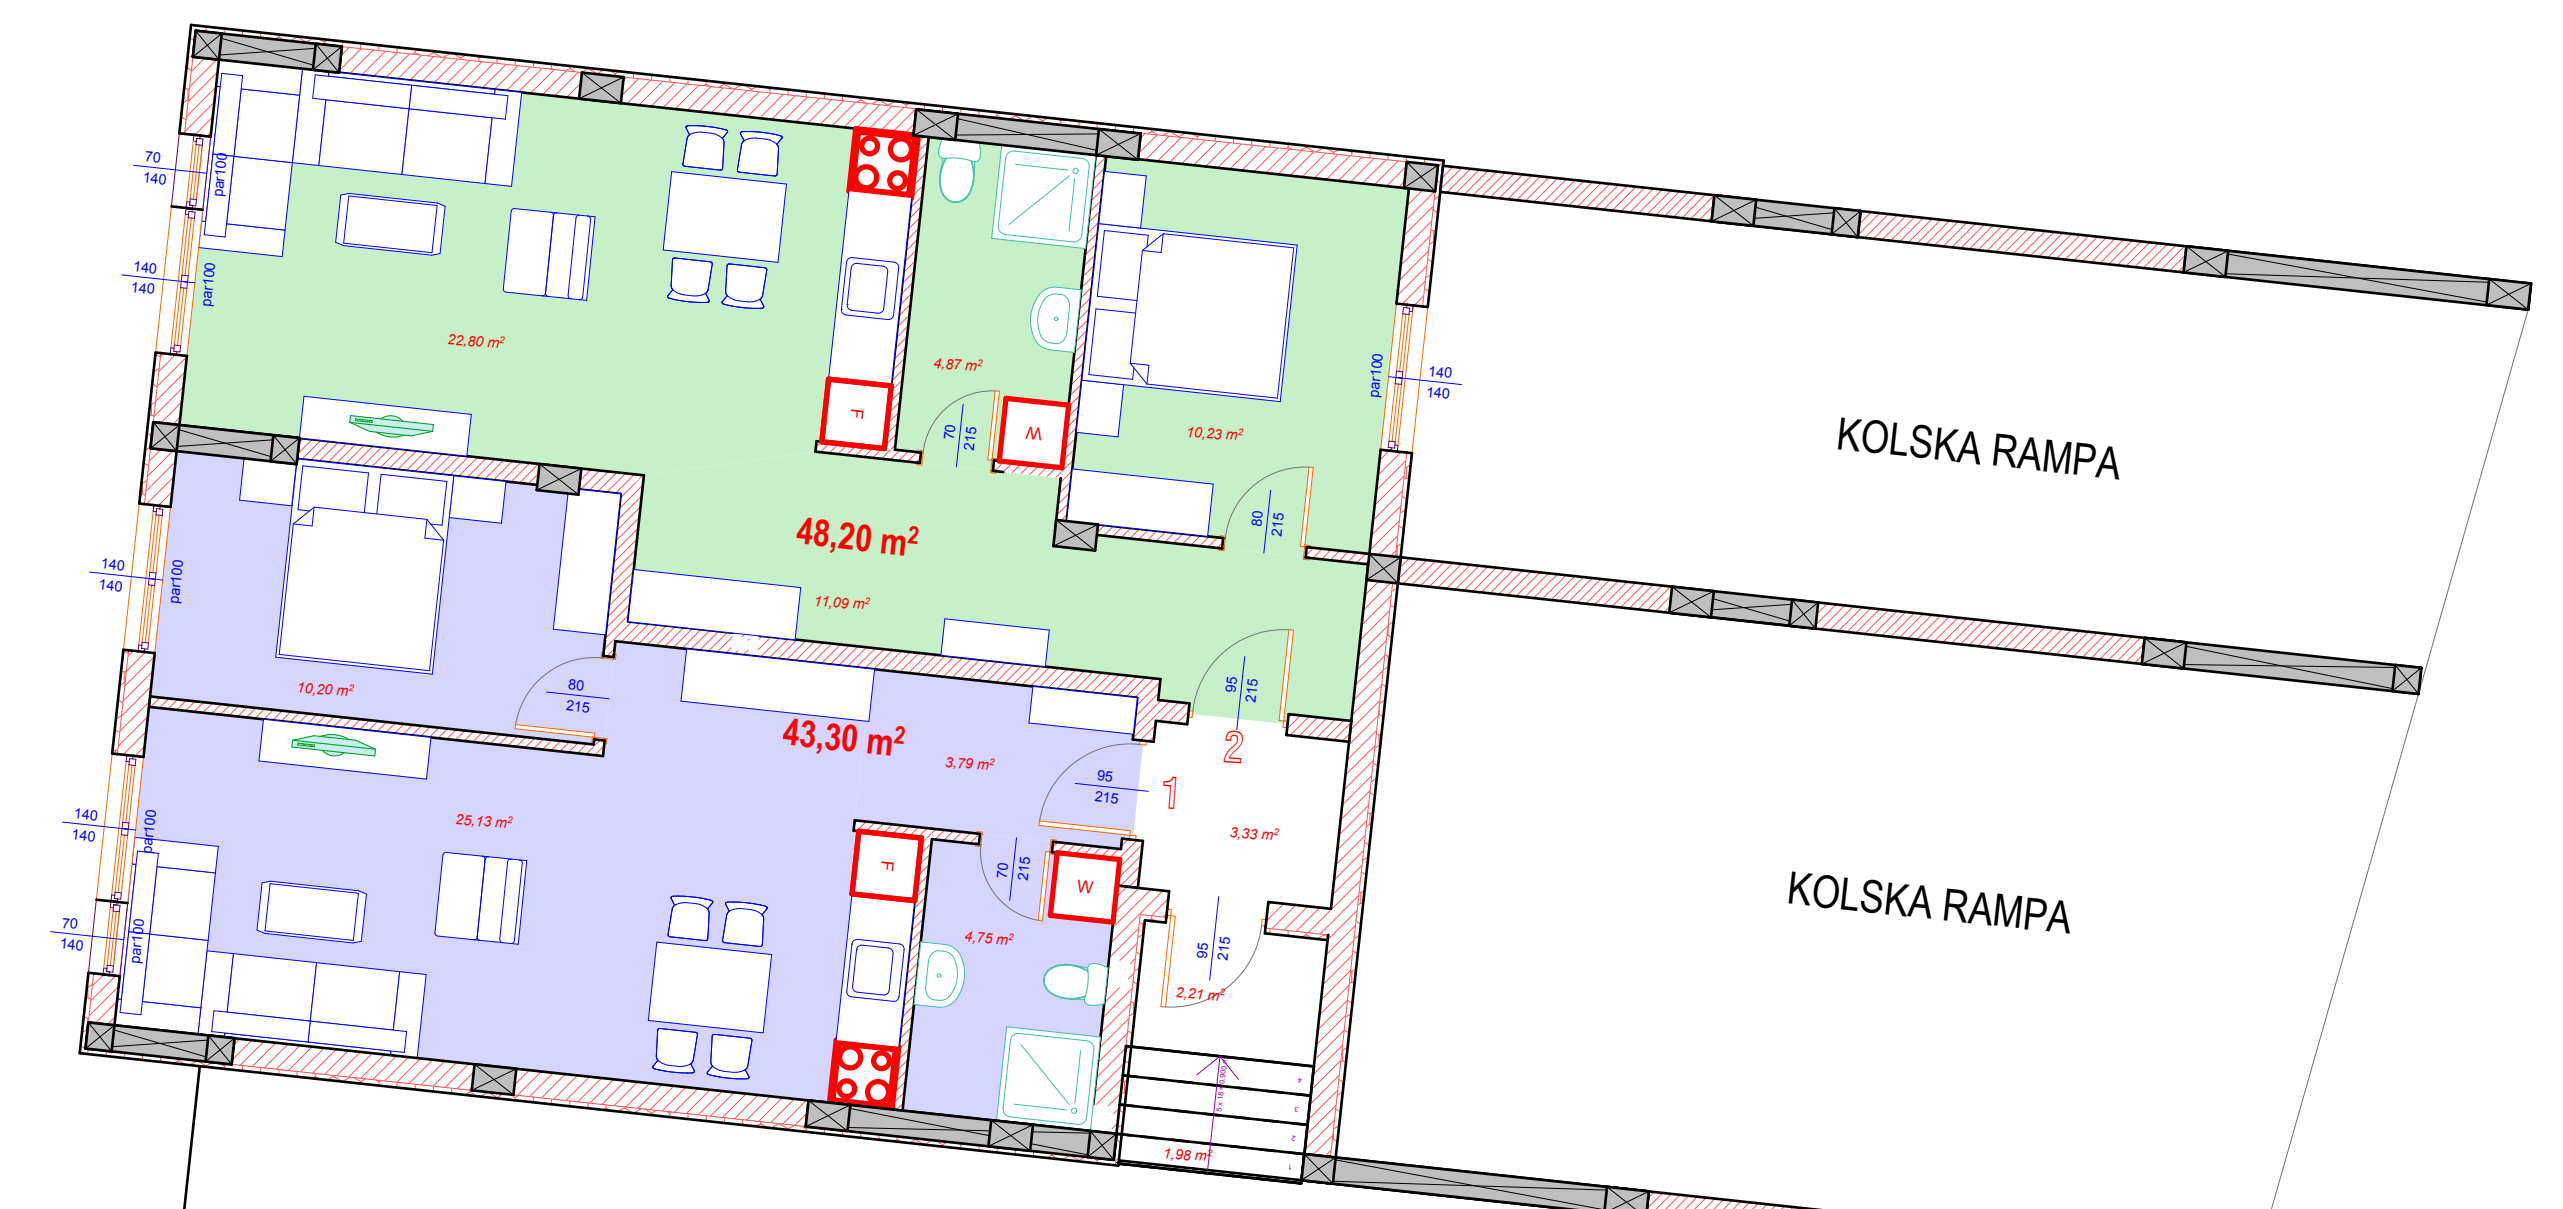 70
140
par100
140
140
par100
22,80 m²
F
4,87 m²
70
215
W
10,23 m²
par100
140
140
80
215
KOLSKA RAMPA
48,20 m²
11,09 m²
140
140
par100
10,20 m²
80
215
43,30 m²
3,79 m²
95
215
2
95
215
1
3,33 m²
KOLSKA RAMPA
140
140
par100
25,13 m²
F
70
215
W
70
140
par100
4,75 m²
95
215
2,21 m²
4
3
2
1
1,98 m²